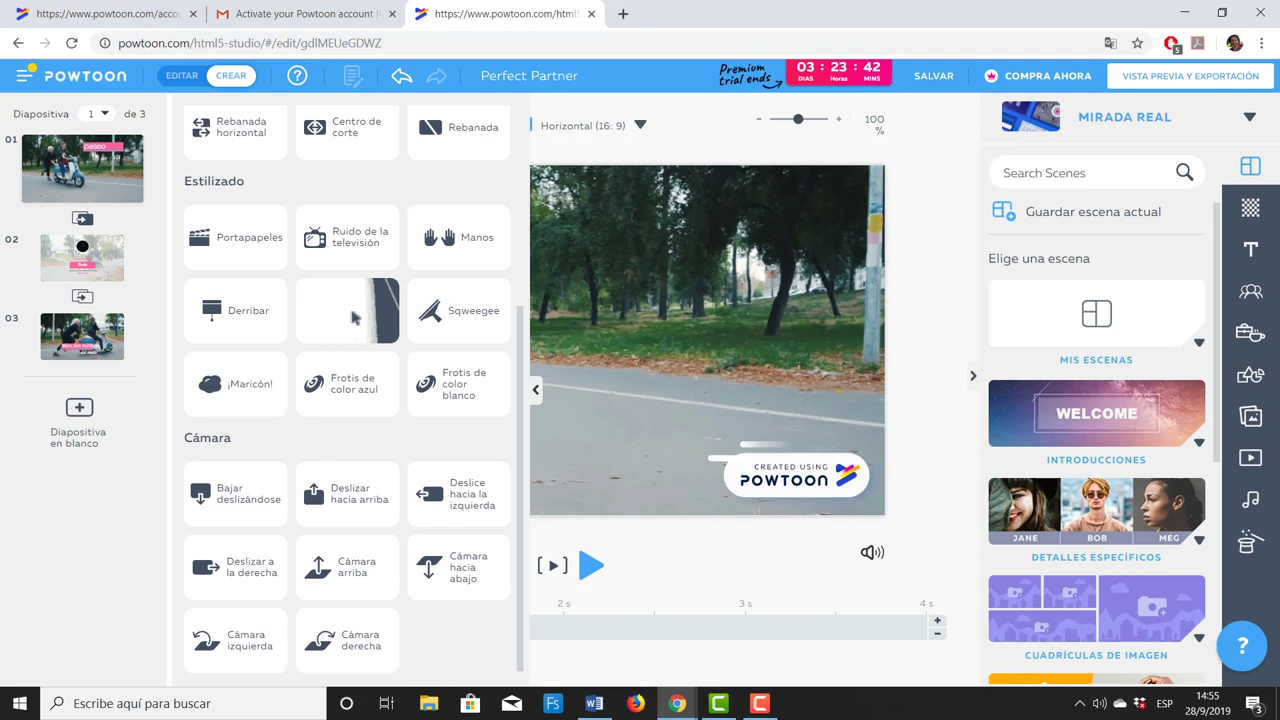 https://www.powtoon.com/accou
Activate your Powtoon account |
https://www.powtoon.com/html5
powtoon.com/html5-studio/#/edit/gdlMEUeGDWZ
5
POWTOON
EDITAR
CREAR
Perfect Partner
Premium
trial ends
03 : 23 : 42
DIAS Horas MINS
SALVAR
COMPRA AHORA
VISTA PREVIA Y EXPORTACIÓN
Diapositiva 1 de 3
01
paseo
02
03
Diapositiva
en blanco
Rebanada
horizontal
Centro de
corte
Rebanada
Estilizado
Portapapeles
Ruido de la
televisión
Manos
Derribar
Sqweegee
¡Maricón!
Frotis de
color azul
Frotis de
color
blanco
Cámara
Bajar
deslizándose
Deslizar
hacia arriba
Deslice
hacia la
izquierda
Deslizar a
la derecha
Cámara
arriba
Cámara
hacia
abajo
Cámara
izquierda
Cámara
derecha
Horizontal (16: 9)
100
%
CREATED USING
POWTOON
2 s
3 s
4 s
MIRADA REAL
Search Scenes
Guardar escena actual
Elige una escena
MIS ESCENAS
WELCOME
INTRODUCCIONES
JANE
BOB
MEG
DETALLES ESPECÍFICOS
CUADRÍCULAS DE IMAGEN
Escribe aquí para buscar
ESP
14:55
28/9/2019
3